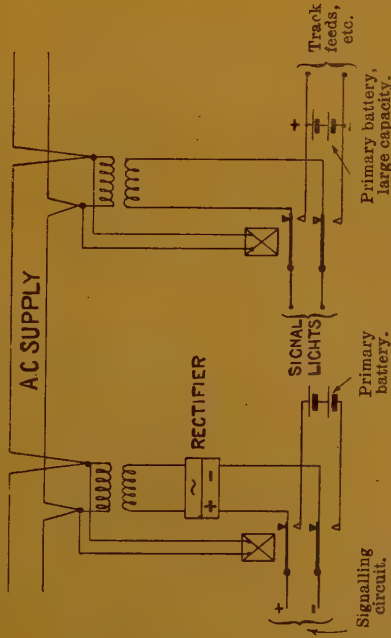 AC SUPPLY
RECTIFIER
~
+ -
+
-
Signalling
circuit.
Primary
battery.
SIGNAL
LIGHTS
+
Primary battery,
large capacity.
Track
feeds,
etc.